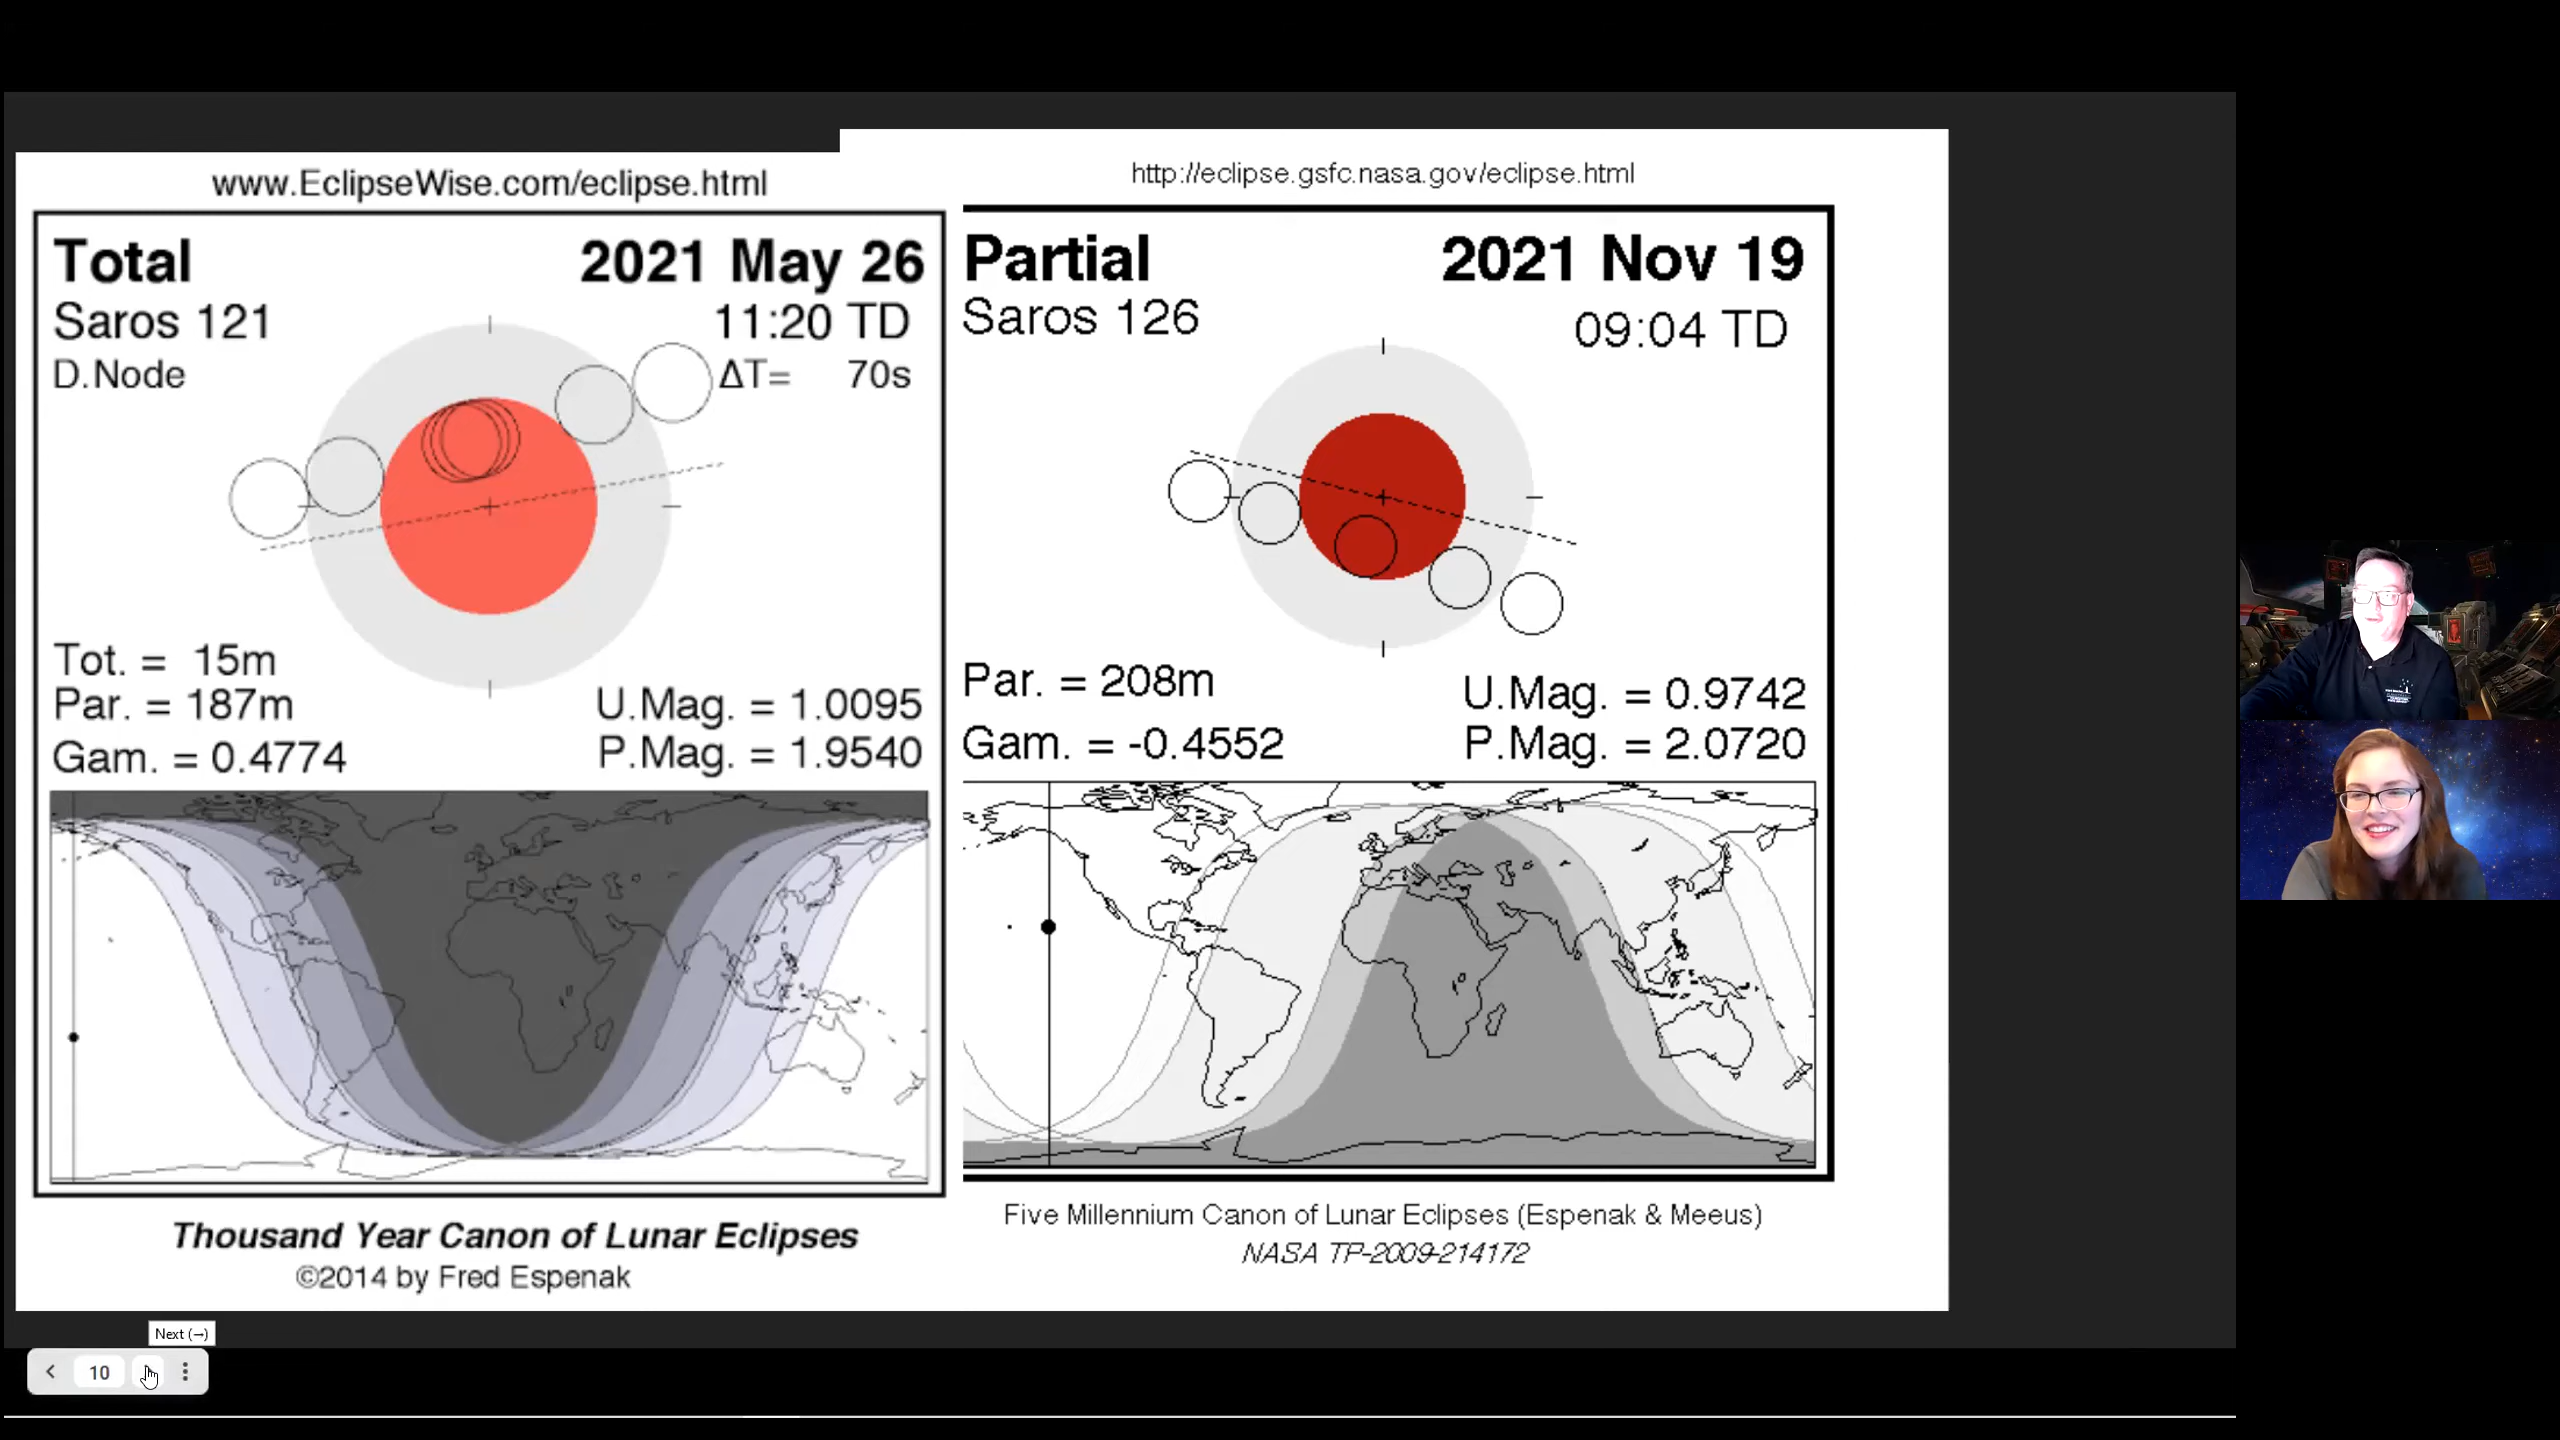 www.EclipseWise.com/eclipse.html
Total
2021 May 26
Saros 121
11:20 TD
D.Node
ΔT= 70s
Tot. = 15m
Par. = 187m
Gam. = 0.4774
U.Mag. = 1.0095
P.Mag. = 1.9540
Thousand Year Canon of Lunar Eclipses
©2014 by Fred Espenak
http://eclipse.gsfc.nasa.gov/eclipse.html
Partial
2021 Nov 19
Saros 126
09:04 TD
Par. = 208m
Gam. = -0.4552
U.Mag. = 0.9742
P.Mag. = 2.0720
Five Millennium Canon of Lunar Eclipses (Espenak & Meeus)
NASA TP-2009-214172
Next (→)
10